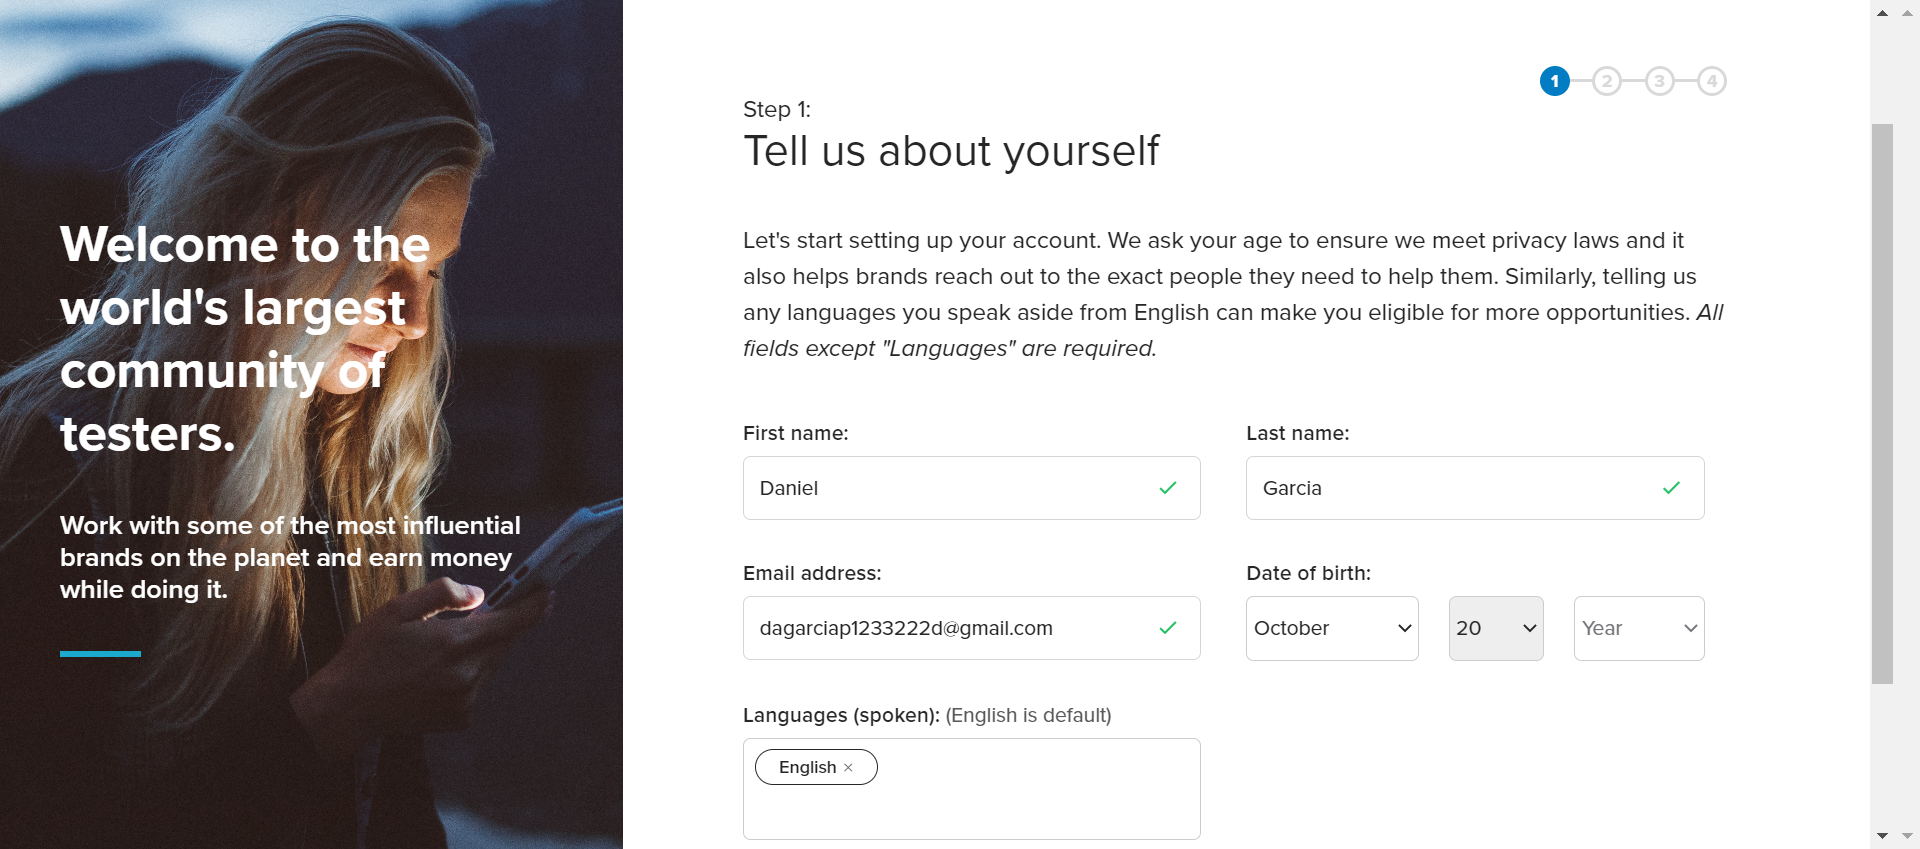 Welcome to the
world's largest
community of
testers.
Work with some of the most influential
brands on the planet and earn money
while doing it.
1 2 3 4
Step 1:
Tell us about yourself
Let's start setting up your account. We ask your age to ensure we meet privacy laws and it
also helps brands reach out to the exact people they need to help them. Similarly, telling us
any languages you speak aside from English can make you eligible for more opportunities. All
fields except "Languages" are required.
First name:
Last name:
Daniel
Garcia
Email address:
Date of birth:
dagarciap1233222d@gmail.com
October
20
Year
Languages (spoken): (English is default)
English ×